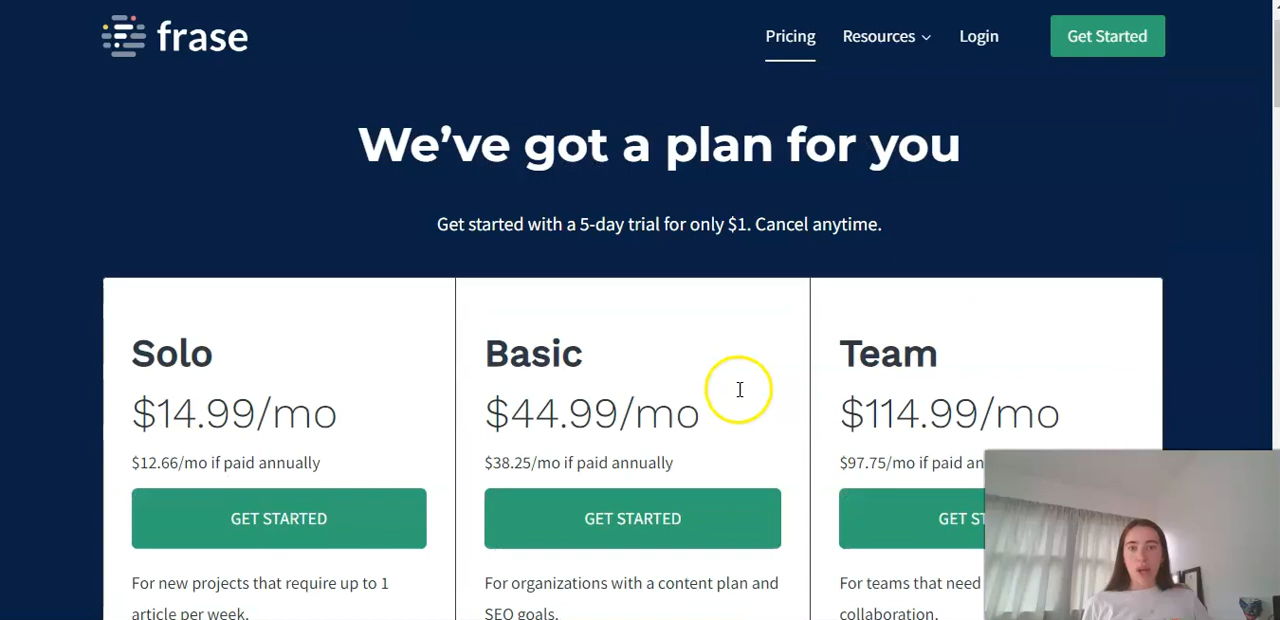 frase
Pricing
Resources
Login
Get Started
We've got a plan for you
Get started with a 5-day trial for only $1. Cancel anytime.
Solo
$14.99/mo
$12.66/mo if paid annually
GET STARTED
For new projects that require up to 1
article per week.
Basic
$44.99/mo
$38.25/mo if paid annually
GET STARTED
For organizations with a content plan and
SEO goals.
Team
$114.99/mo
$97.75/mo if paid an
GET ST
For teams that need
collaboration.